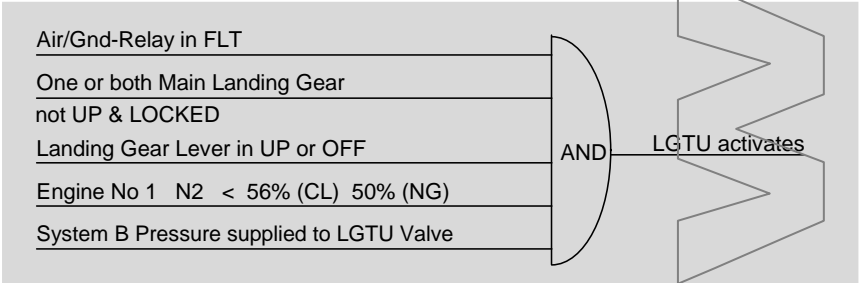 Air/Gnd-Relay in FLT
One or both Main Landing Gear
not UP & LOCKED
Landing Gear Lever in UP or OFF
AND
LGTU activates
Engine No 1 N2 < 56% (CL) 50% (NG)
System B Pressure supplied to LGTU Valve